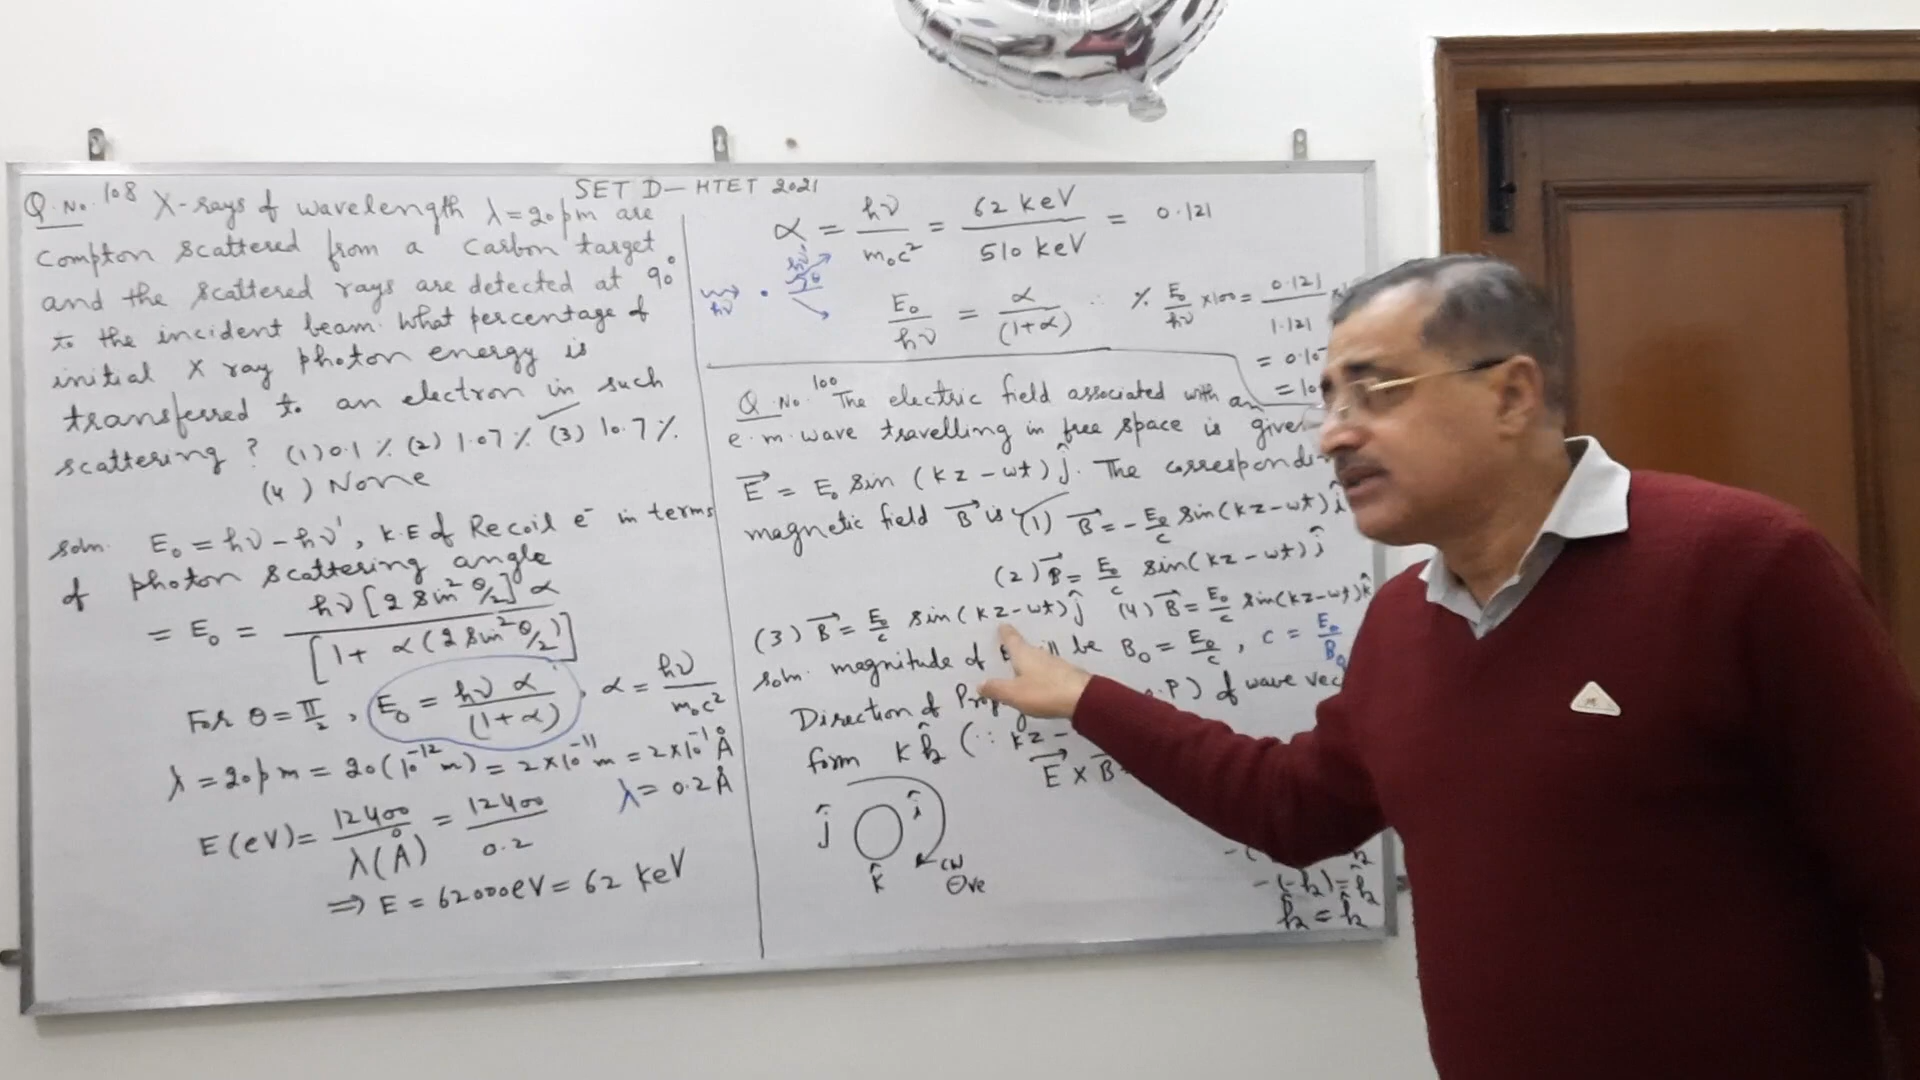 SET D - HTET 2021
Q. No. 108 X-rays of wavelength λ = 20 pm are
Compton scattered from a Carbon target
and the scattered rays are detected at 90°
to the incident beam. What percentage of
initial X ray photon energy is
transferred to an electron in such
scattering ? (1) 0.1 % (2) 1.07 % (3) 10.7 %
(4) None
soln. E₀ = hν - hν', K.E of Recoil e⁻ in terms
of photon scattering angle
= E₀ = hν [2 sin² θ/2] α / [1 + α (2 sin² θ/2)]
For θ = π/2, E₀ = hν α / (1+α), α = hν / m₀c²
λ = 20 pm = 20 (10⁻¹² m) = 2×10⁻¹¹ m = 2×10⁻¹ Å
λ = 0.2 Å
E (eV) = 12400 / λ(Å) = 12400 / 0.2
⇒ E = 62000 eV = 62 keV
α = hν / m₀c² = 62 keV / 510 keV = 0.121
hν hν' θ
E₀ / hν = α / (1+α) ∴ % E₀/hν ×100 = 0.121 / 1.121
= 0.10
= 10
Q. No. 100 The electric field associated with an
e.m. wave travelling in free space is given
E⃗ = E₀ sin (kz - ωt) ĵ. The
magnetic field B⃗ is (1) B⃗ = - E₀/c sin (kz - ωt) î
(2) B⃗ = E₀/c sin (kz - ωt) î
(3) B⃗ = E₀/c sin (kz - ωt) ĵ (4) B⃗ = E₀/c sin (kz - ωt) k̂
soln. magnitude of be B₀ = E₀/c, c = E₀/B₀
Direction of of wave
form K k̂ (∵ kz -
E⃗ × B⃗
ĵ î k̂
CW
⊖ve
- (-k̂) = k̂
k̂ = k̂